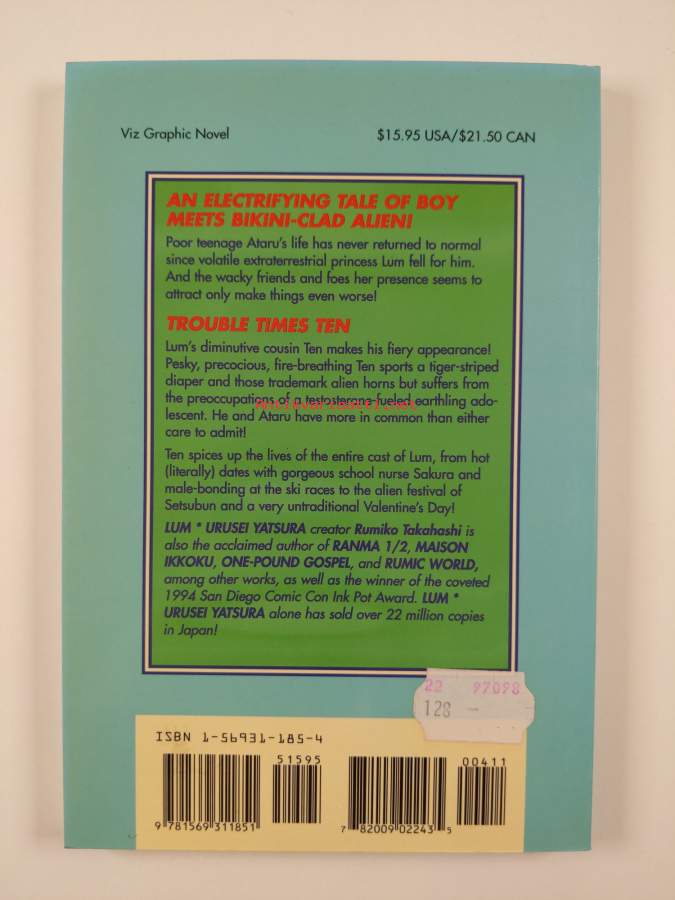 Viz Graphic Novel
$15.95 USA/$21.50 CAN
AN ELECTRIFYING TALE OF BOY
MEETS BIKINI-CLAD ALIEN!
Poor teenage Ataru's life has never returned to normal
since volatile extraterrestrial princess Lum fell for him.
And the wacky friends and foes her presence seems to
attract only make things even worse!
TROUBLE TIMES TEN
Lum's diminutive cousin Ten makes his fiery appearance!
Pesky, precocious, fire-breathing Ten sports a tiger-striped
diaper and those trademark alien horns but suffers from
the preoccupations of a testosterone-fueled earthling ado-
lescent. He and Ataru have more in common than either
care to admit!
Ten spices up the lives of the entire cast of Lum, from hot
(literally) dates with gorgeous school nurse Sakura and
male-bonding at the ski races to the alien festival of
Setsubun and a very untraditional Valentine's Day!
LUM * URUSEI YATSURA creator Rumiko Takahashi is
also the acclaimed author of RANMA 1/2, MAISON
IKKOKU, ONE-POUND GOSPEL, and RUMIC WORLD,
among other works, as well as the winner of the coveted
1994 San Diego Comic Con Ink Pot Award. LUM *
URUSEI YATSURA alone has sold over 22 million copies
in Japan!
22 97098
128 —
ISBN 1-56931-185-4
51595
00411
9 781569 311851
7 82009 02243 5